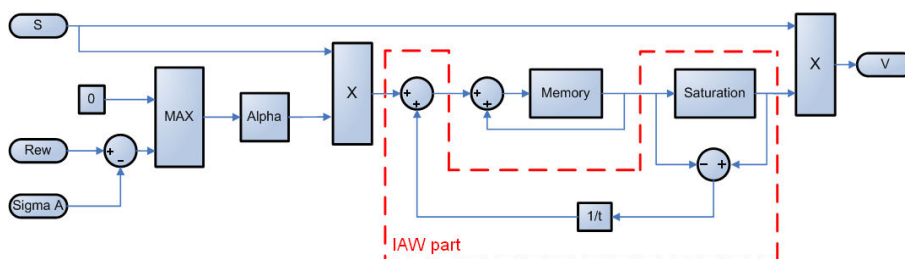 S
0
MAX
Alpha
X
Rew
+
-
Sigma A
+
+
+
+
Memory
Saturation
X
V
- +
1/t
IAW part